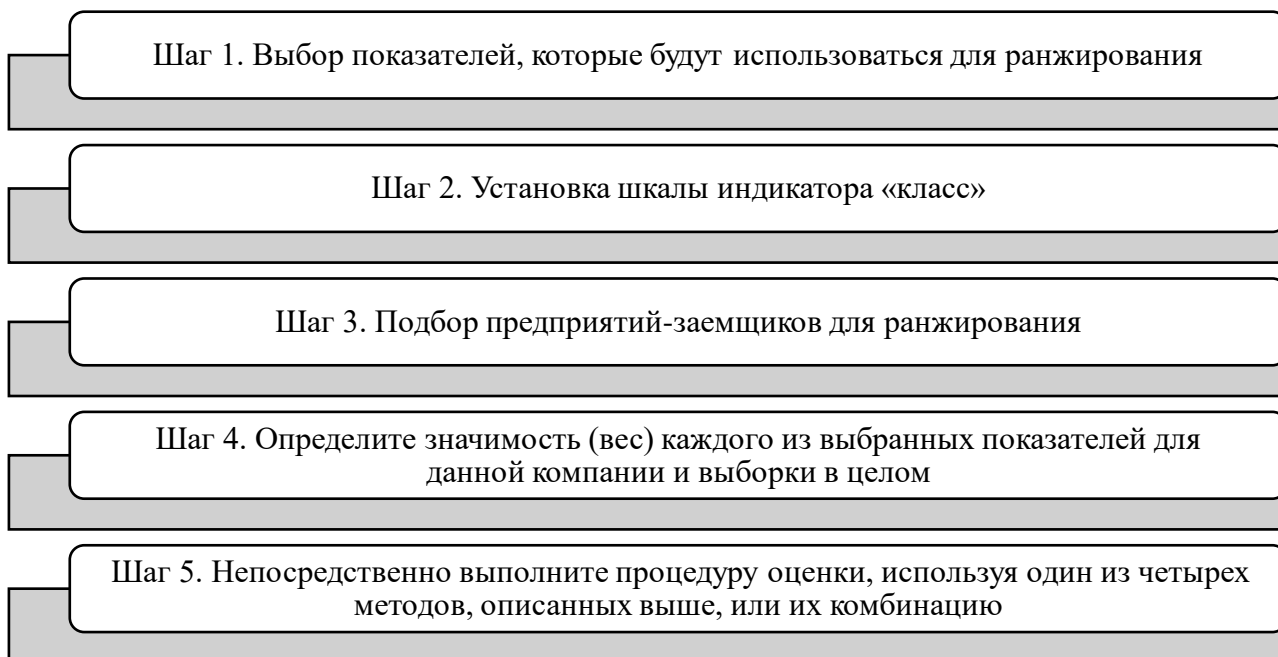 Шаг 1. Выбор показателей, которые будут использоваться для ранжирования
Шаг 2. Установка шкалы индикатора «класс»
Шаг 3. Подбор предприятий-заемщиков для ранжирования
Шаг 4. Определите значимость (вес) каждого из выбранных показателей для
данной компании и выборки в целом
Шаг 5. Непосредственно выполните процедуру оценки, используя один из четырех
методов, описанных выше, или их комбинацию